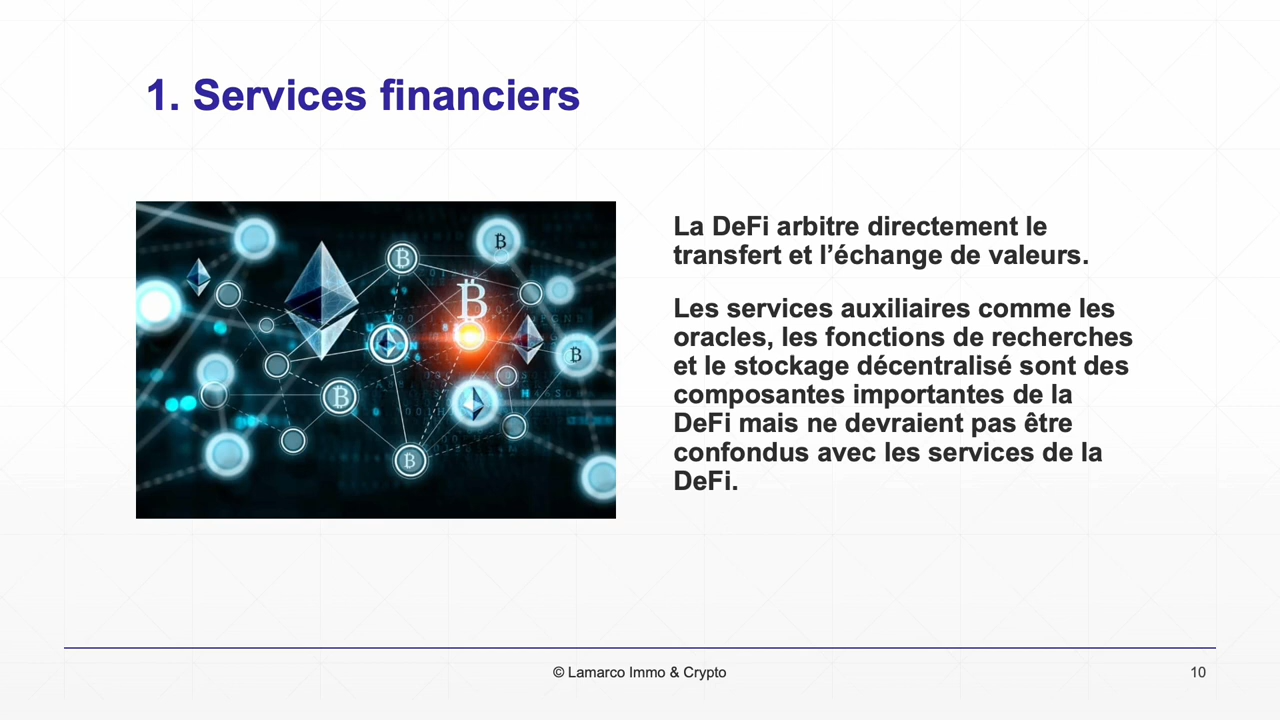 1. Services financiers
La DeFi arbitre directement le
transfert et l’échange de valeurs.
Les services auxiliaires comme les
oracles, les fonctions de recherches
et le stockage décentralisé sont des
composantes importantes de la
DeFi mais ne devraient pas être
confondus avec les services de la
DeFi.
© Lamarco Immo & Crypto
10